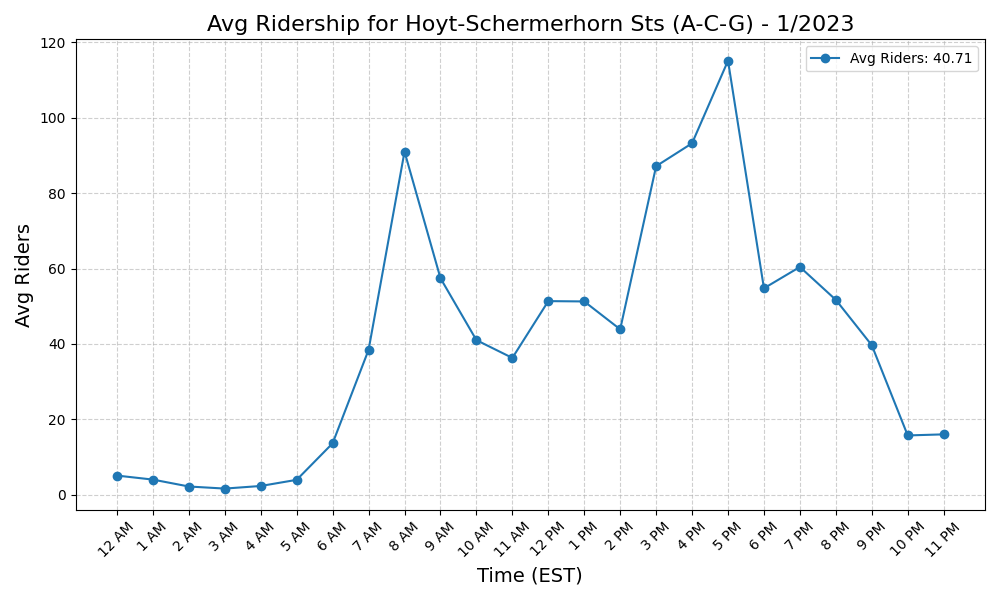 Avg Ridership for Hoyt-Schermerhorn Sts (A-C-G) - 1/2023
Avg Riders: 40.71
Avg Riders
120
100
80
60
40
20
0
12 AM
1 AM
2 AM
3 AM
4 AM
5 AM
6 AM
7 AM
8 AM
9 AM
10 AM
11 AM
12 PM
1 PM
2 PM
3 PM
4 PM
5 PM
6 PM
7 PM
8 PM
9 PM
10 PM
11 PM
Time (EST)